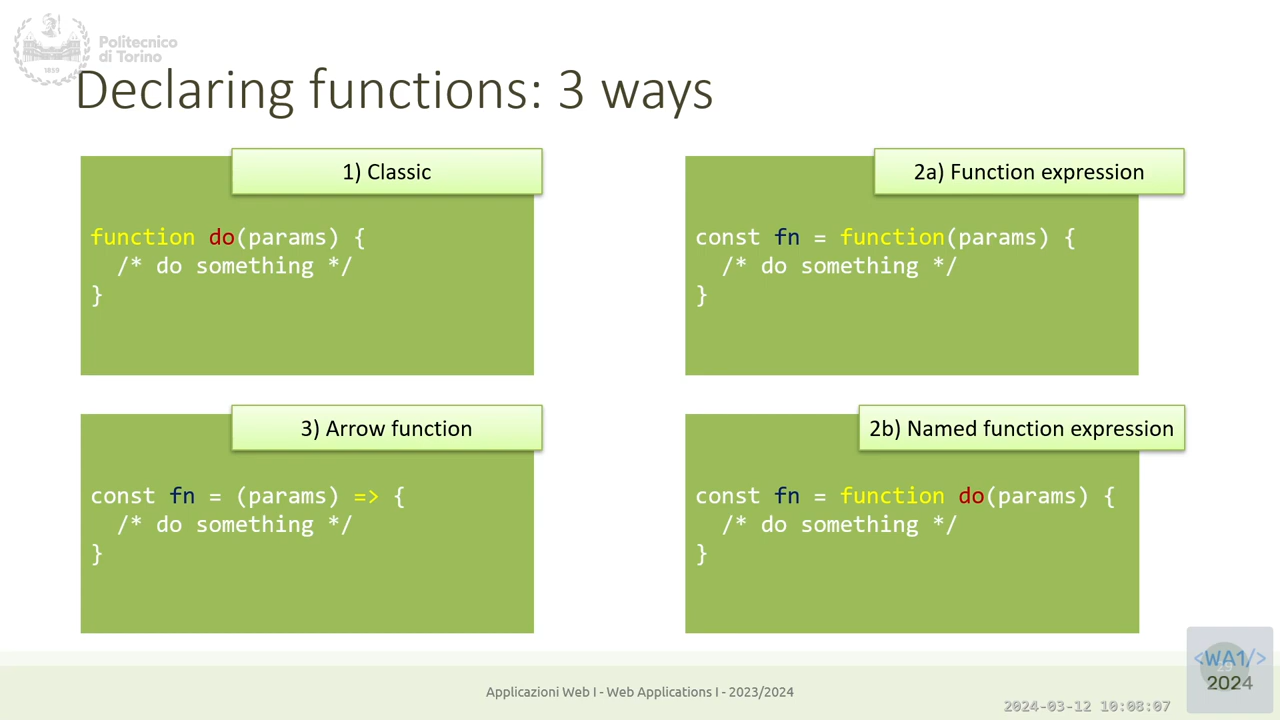 Politecnico
di Torino
1859
Declaring functions: 3 ways
1) Classic
function do(params) {
  /* do something */
}
2a) Function expression
const fn = function(params) {
  /* do something */
}
3) Arrow function
const fn = (params) => {
  /* do something */
}
2b) Named function expression
const fn = function do(params) {
  /* do something */
}
Applicazioni Web I - Web Applications I - 2023/2024
<WA1/>
2024
2024-03-12 10:08:07